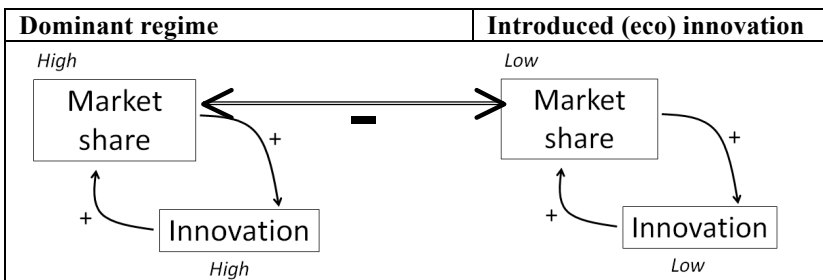 Dominant regime
Introduced (eco) innovation
High
Low
Market
share
Market
share
-
+
+
+
+
Innovation
Innovation
High
Low